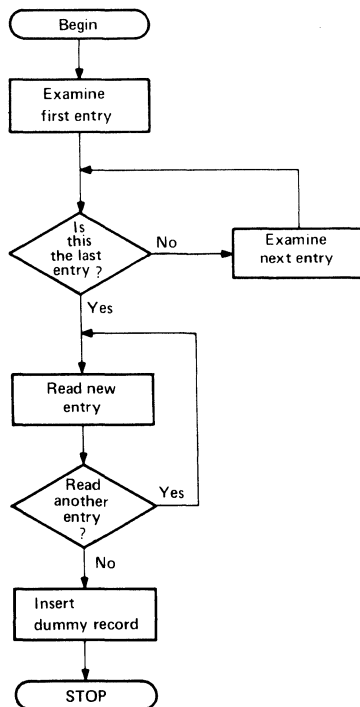 Begin
Examine
first entry
Is
this
the last
entry ?
No
Examine
next entry
Yes
Read new
entry
Read
another
entry
?
Yes
No
Insert
dummy record
STOP